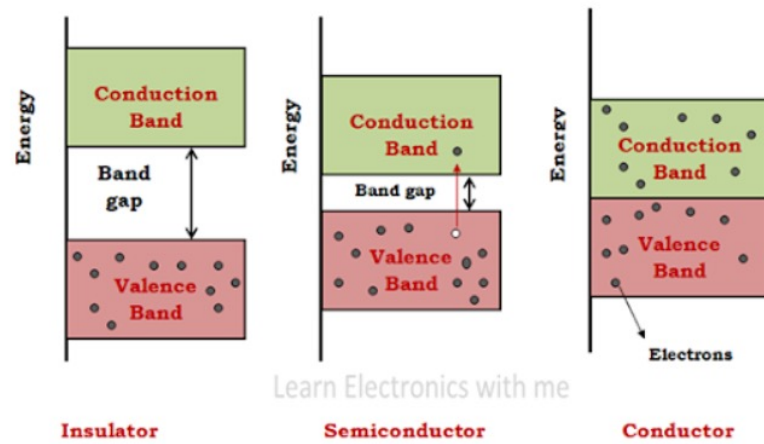 Energy
Conduction
Band
Band
gap
Valence
Band
Insulator
Energy
Conduction
Band
Band gap
Valence
Band
Semiconductor
Energy
Conduction
Band
Valence
Band
Electrons
Conductor
Learn Electronics with me